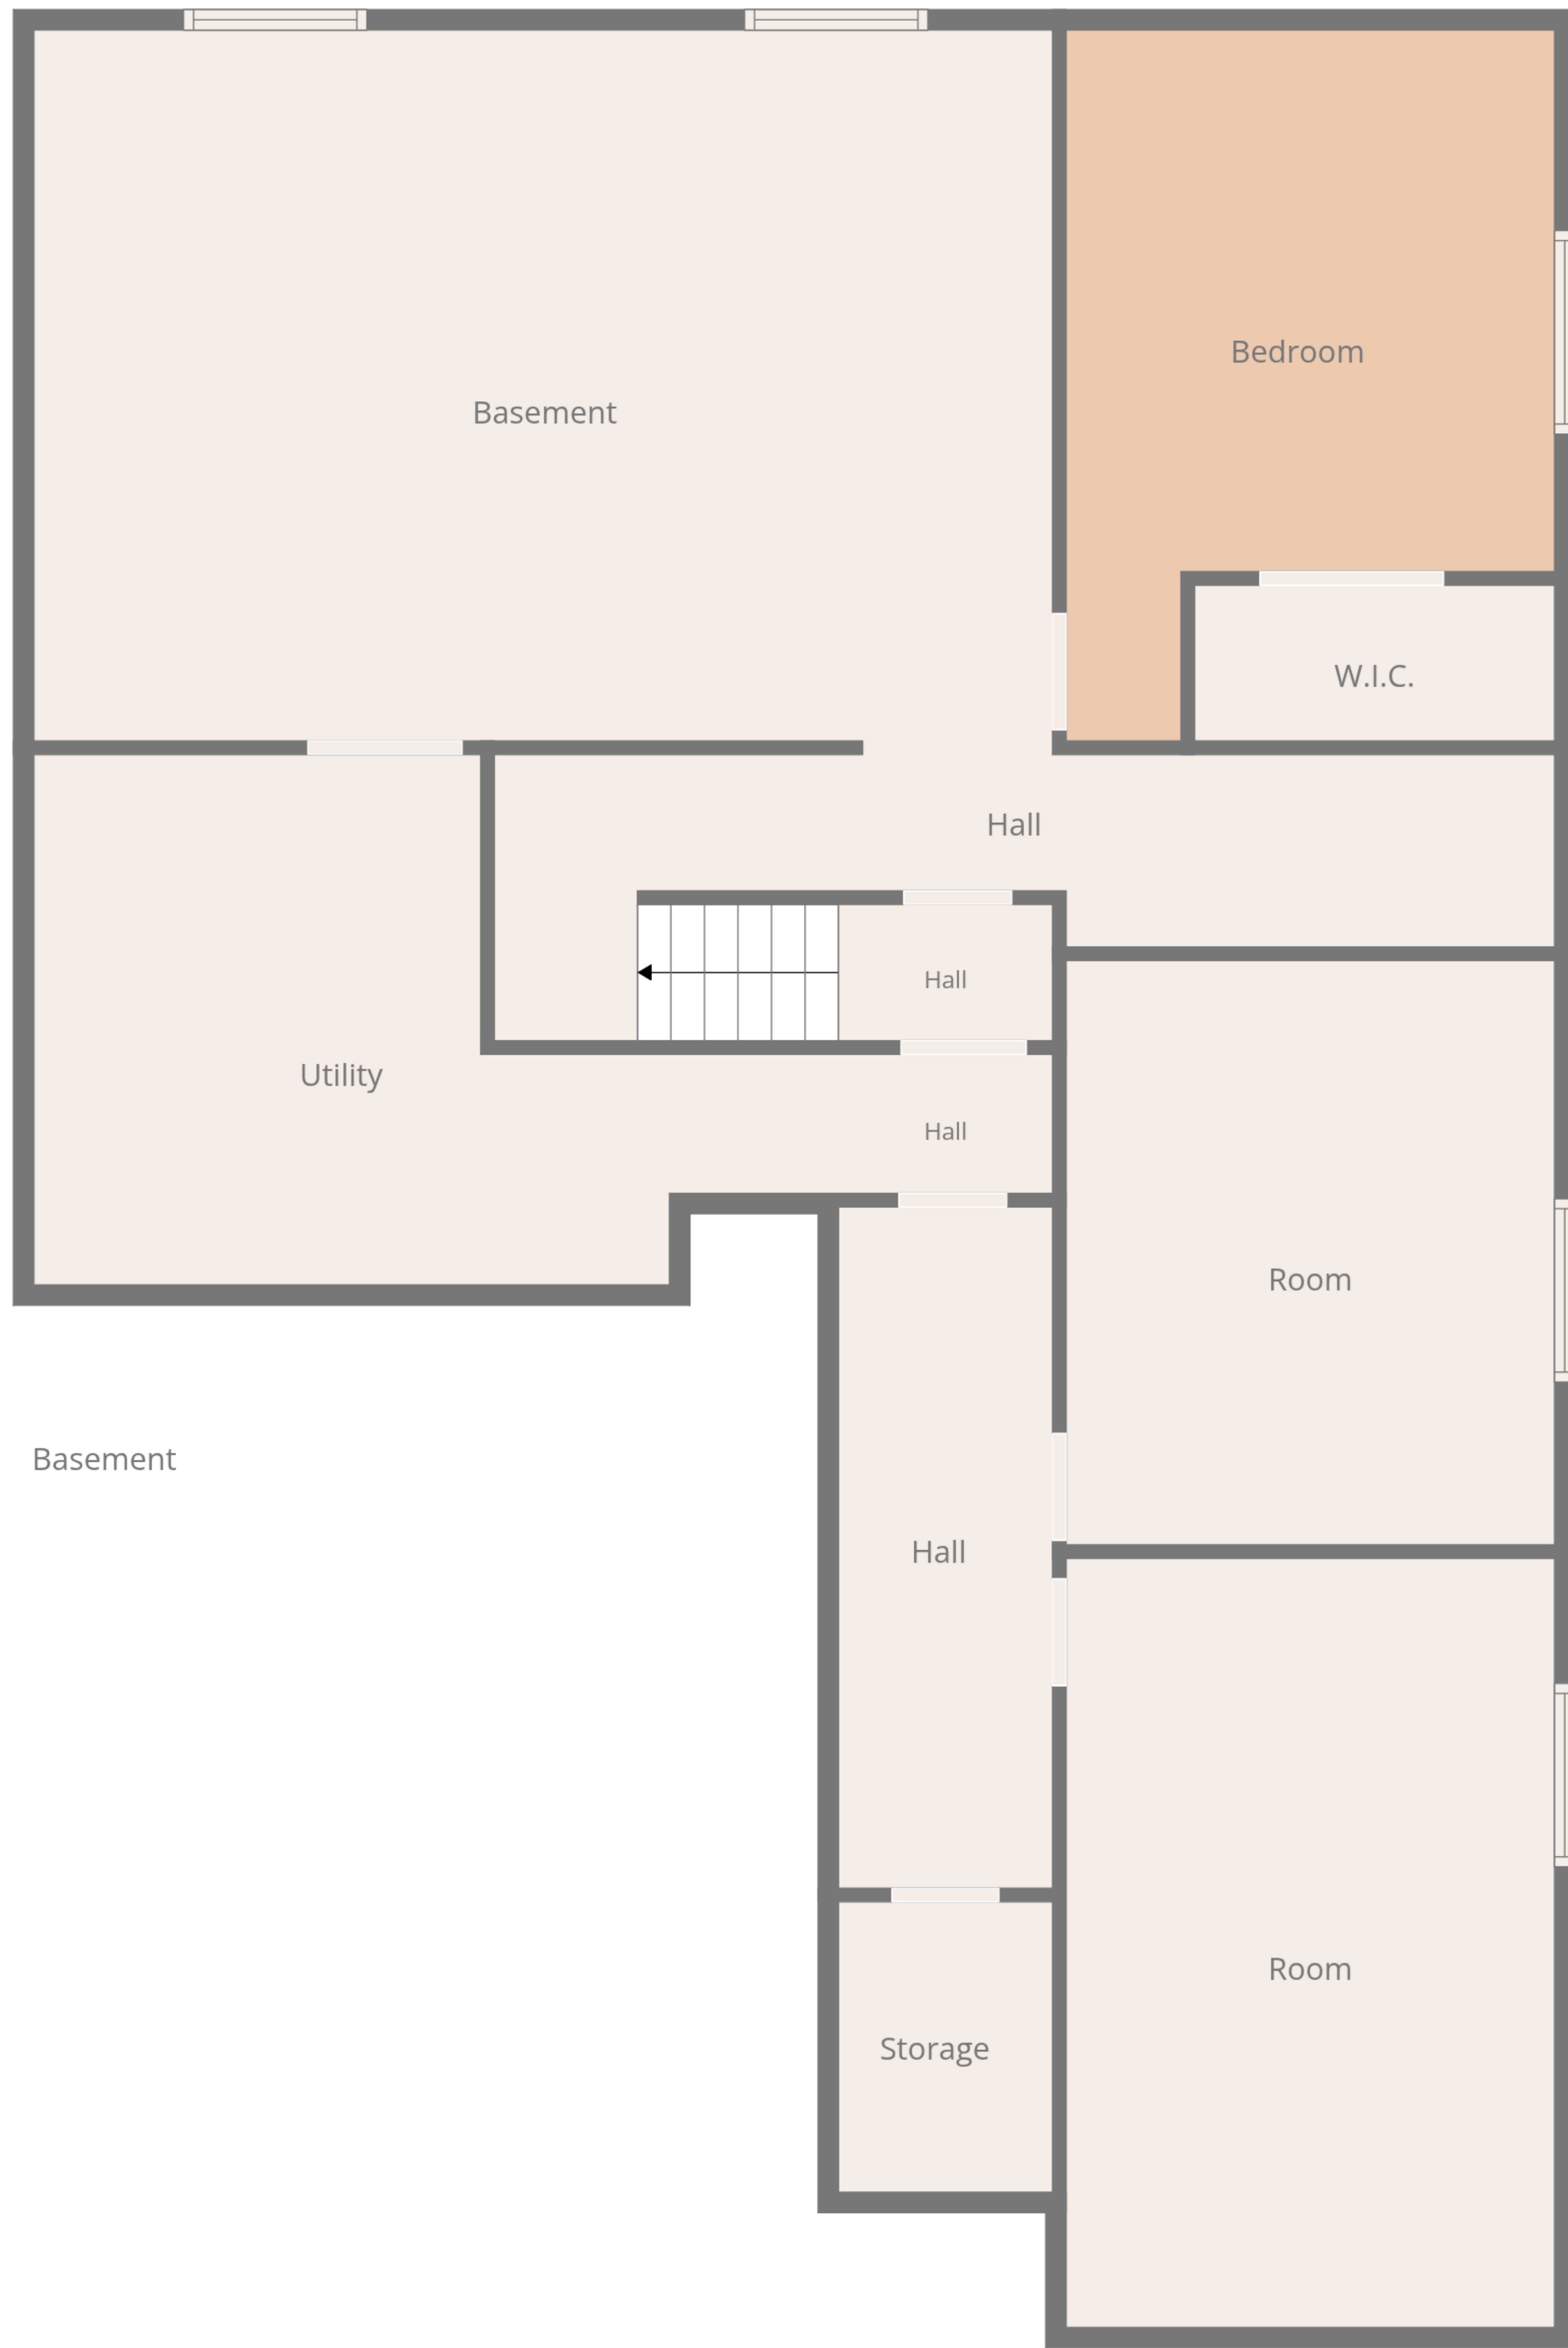 Bedroom
Basement
W.I.C.
Hall
Hall
Utility
Hall
Room
Basement
Hall
Room
Storage